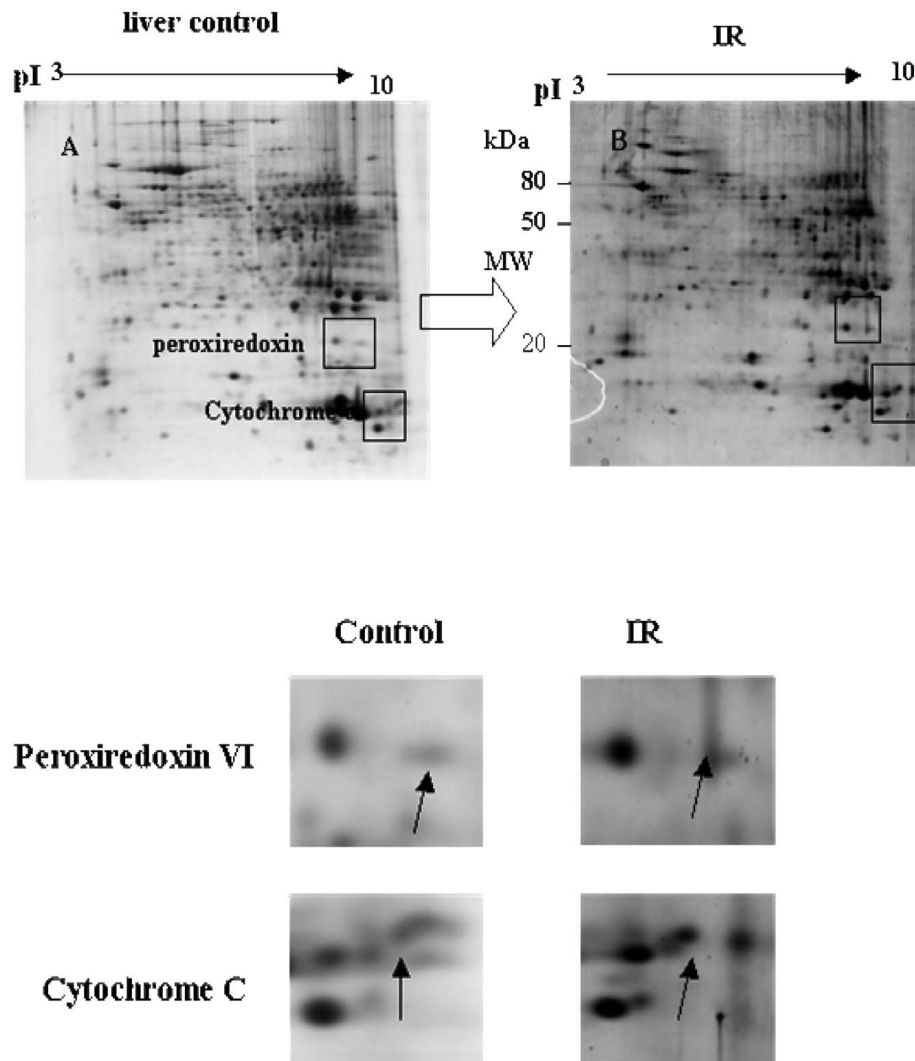 liver control
IR
pI 3
10
pI 3
10
A
B
kDa
80
50
MW
20
peroxiredoxin
Cytochrome
Control
IR
Peroxiredoxin VI
Cytochrome C